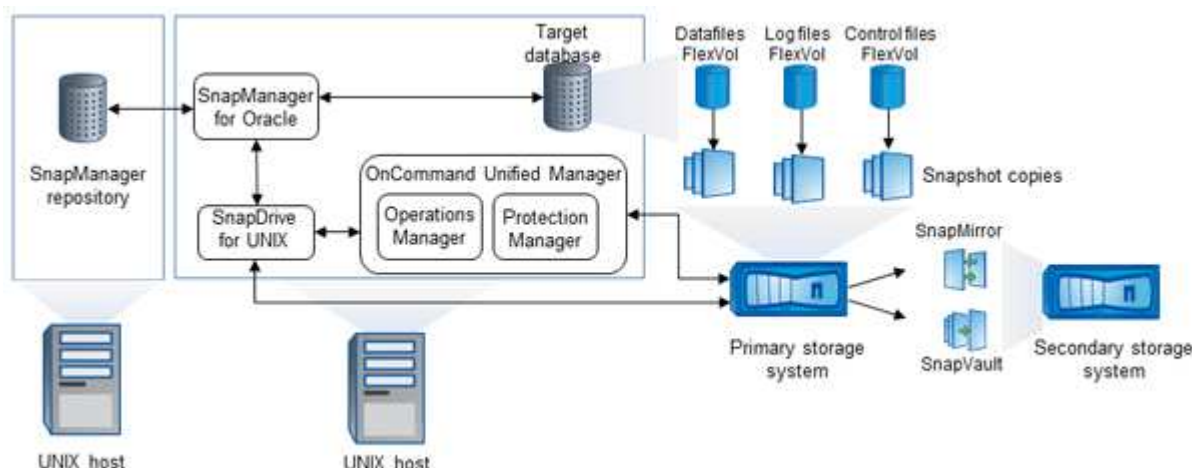 Target
database
Datafiles
FlexVol
Log files
FlexVol
Control files
FlexVol
SnapManager
for Oracle
SnapManager
repository
OnCommand Unified Manager
Operations
Manager
Protection
Manager
SnapDrive
for UNIX
Snapshot copies
SnapMirror
SnapVault
Primary storage
system
Secondary storage
system
UNIX host
UNIX host